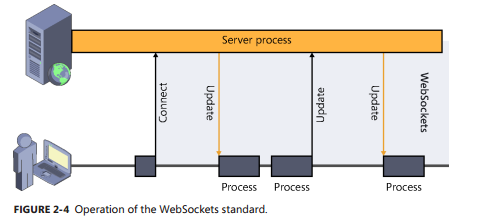 Server process
Connect
Update
Update
Update
WebSockets
Process
Process
Process
FIGURE 2-4 Operation of the WebSockets standard.